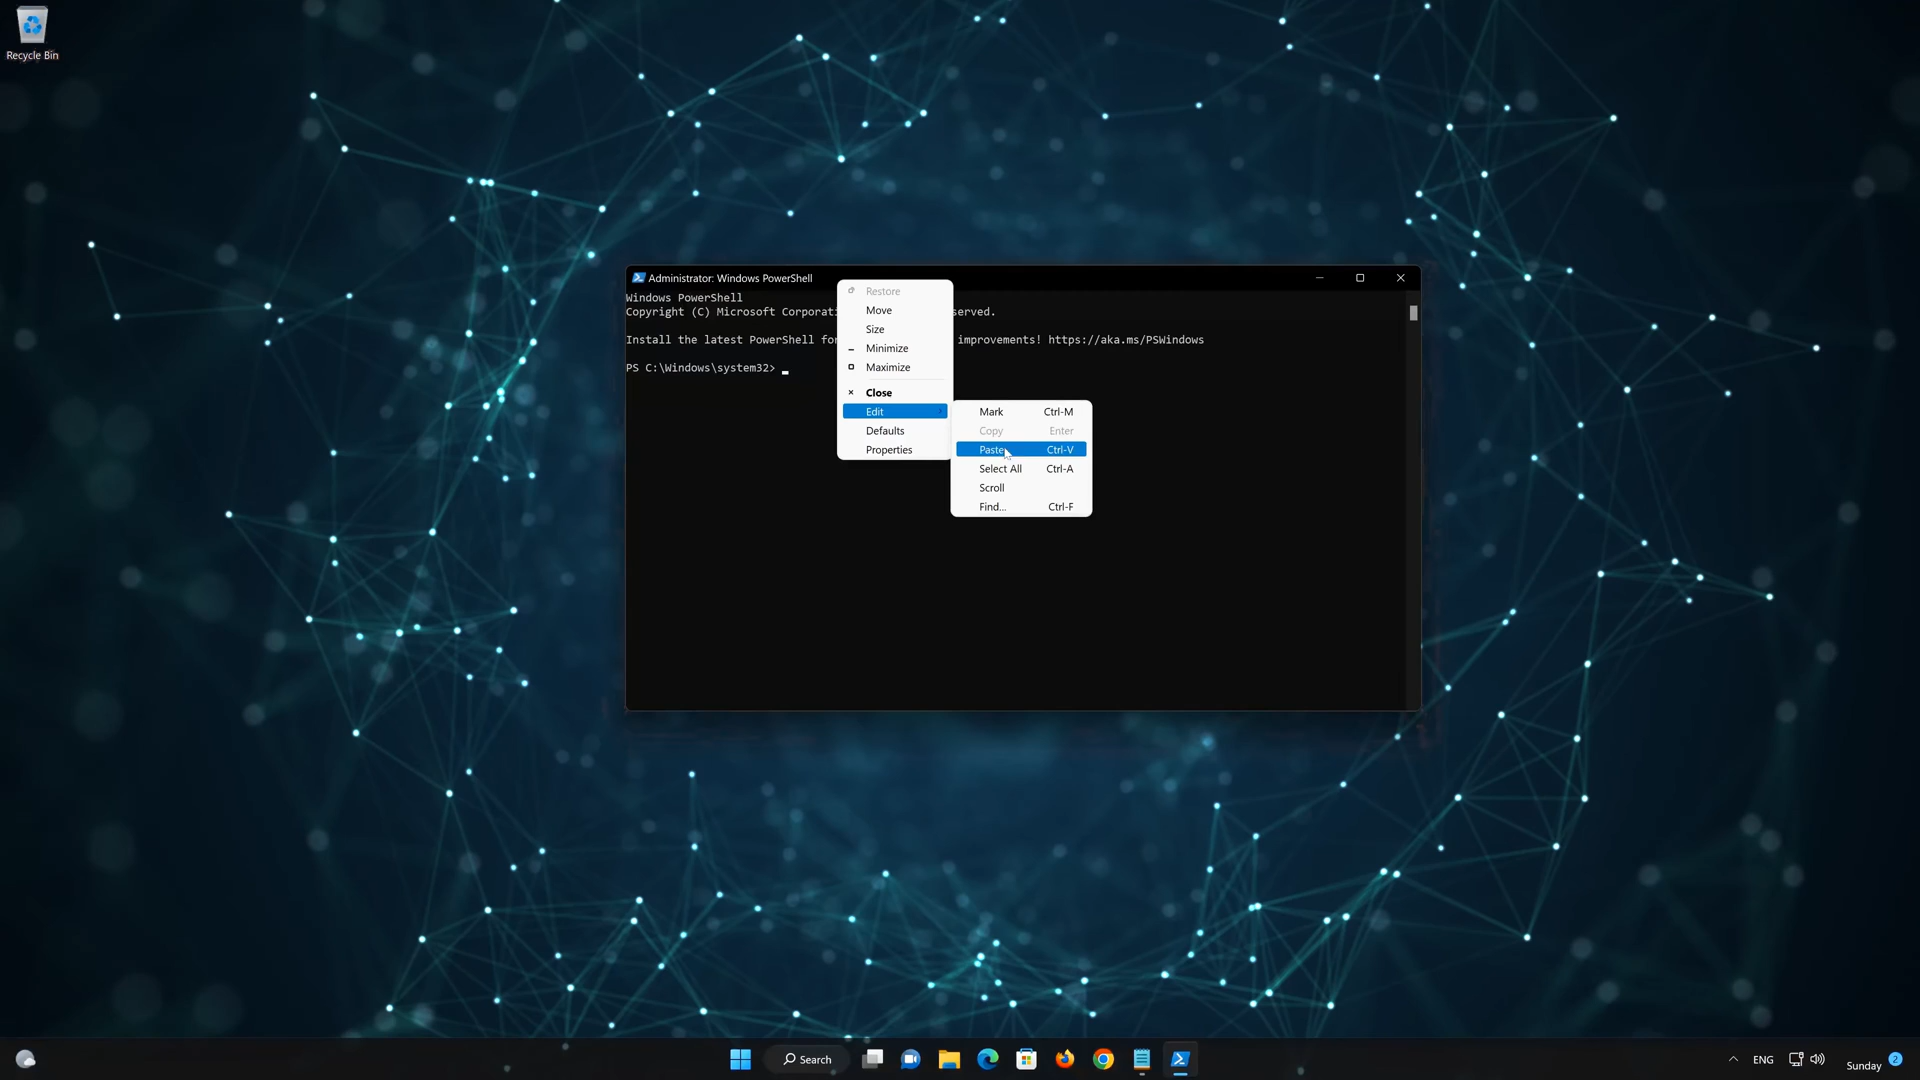 Recycle Bin
Administrator: Windows PowerShell
Windows PowerShell
Copyright (C) Microsoft Corporati served.
Install the latest PowerShell for improvements! https://aka.ms/PSWindows
PS C:\Windows\system32>
Restore
Move
Size
Minimize
Maximize
Close
Edit
Defaults
Properties
Mark Ctrl-M
Copy Enter
Paste Ctrl-V
Select All Ctrl-A
Scroll
Find... Ctrl-F
Search
ENG
Sunday 2